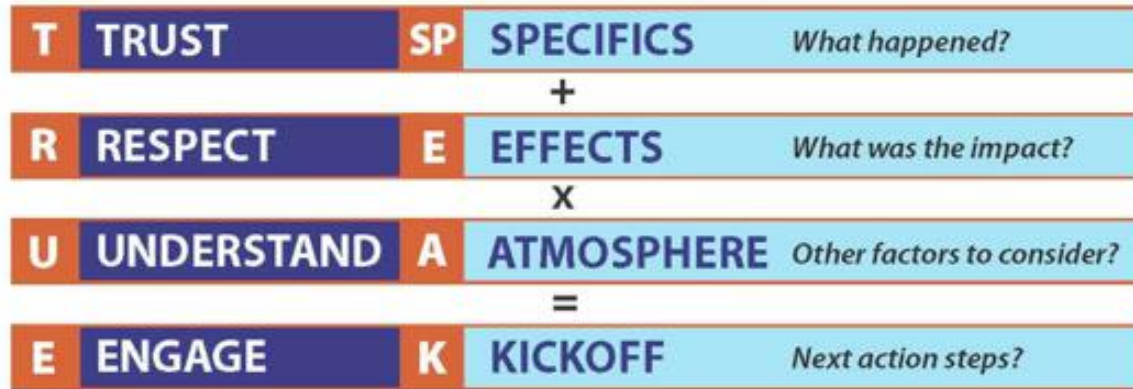 T TRUST SP SPECIFICS What happened?
+
R RESPECT E EFFECTS What was the impact?
x
U UNDERSTAND A ATMOSPHERE Other factors to consider?
=
E ENGAGE K KICKOFF Next action steps?